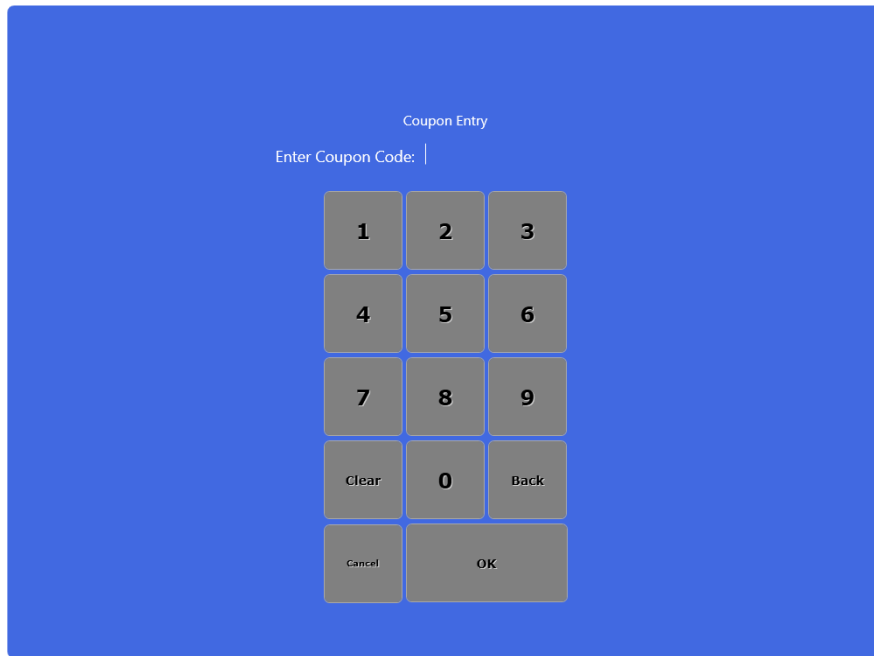 Coupon Entry
Enter Coupon Code:
1 2 3
4 5 6
7 8 9
Clear 0 Back
Cancel OK